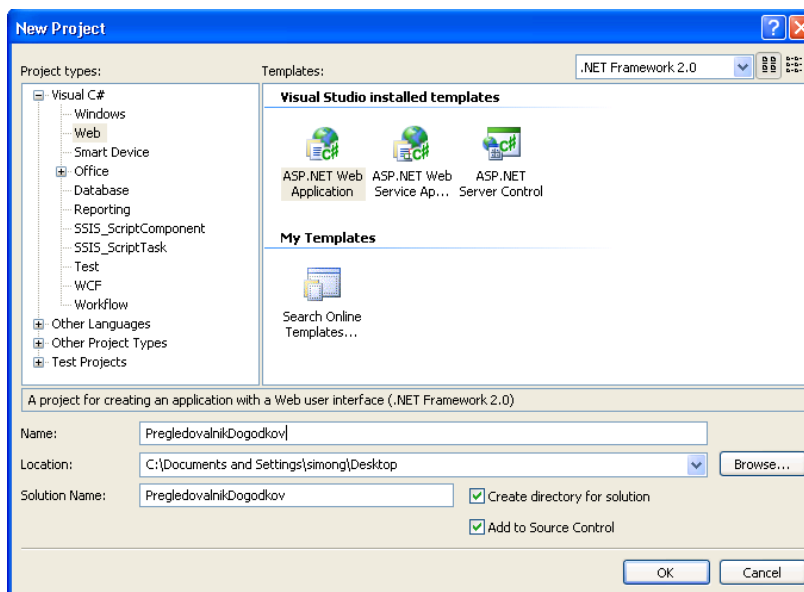 New Project
Project types:
Templates:
.NET Framework 2.0
Visual C#
Windows
Web
Smart Device
Office
Database
Reporting
SSIS_ScriptComponent
SSIS_ScriptTask
Test
WCF
Workflow
Other Languages
Other Project Types
Test Projects
Visual Studio installed templates
ASP.NET Web
Application
ASP.NET Web
Service Ap...
ASP.NET
Server Control
My Templates
Search Online
Templates...
A project for creating an application with a Web user interface (.NET Framework 2.0)
Name:
PregledovalnikDogodkov
Location:
C:\Documents and Settings\simong\Desktop
Browse...
Solution Name:
PregledovalnikDogodkov
Create directory for solution
Add to Source Control
OK
Cancel